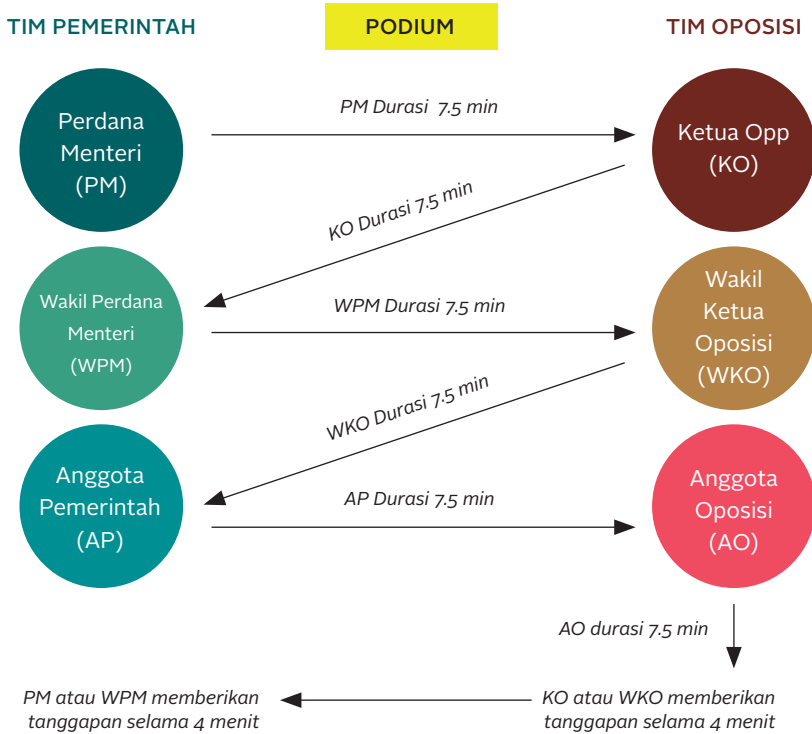 TIM PEMERINTAH
PODIUM
TIM OPOSISI
Perdana
Menteri
(PM)
PM Durasi 7.5 min
Ketua Opp
(KO)
KO Durasi 7.5 min
Wakil Perdana
Menteri
(WPM)
WPM Durasi 7.5 min
Wakil
Ketua
Oposisi
(WKO)
WKO Durasi 7.5 min
Anggota
Pemerintah
(AP)
AP Durasi 7.5 min
Anggota
Oposisi
(AO)
AO durasi 7.5 min
KO atau WKO memberikan
tanggapan selama 4 menit
PM atau WPM memberikan
tanggapan selama 4 menit